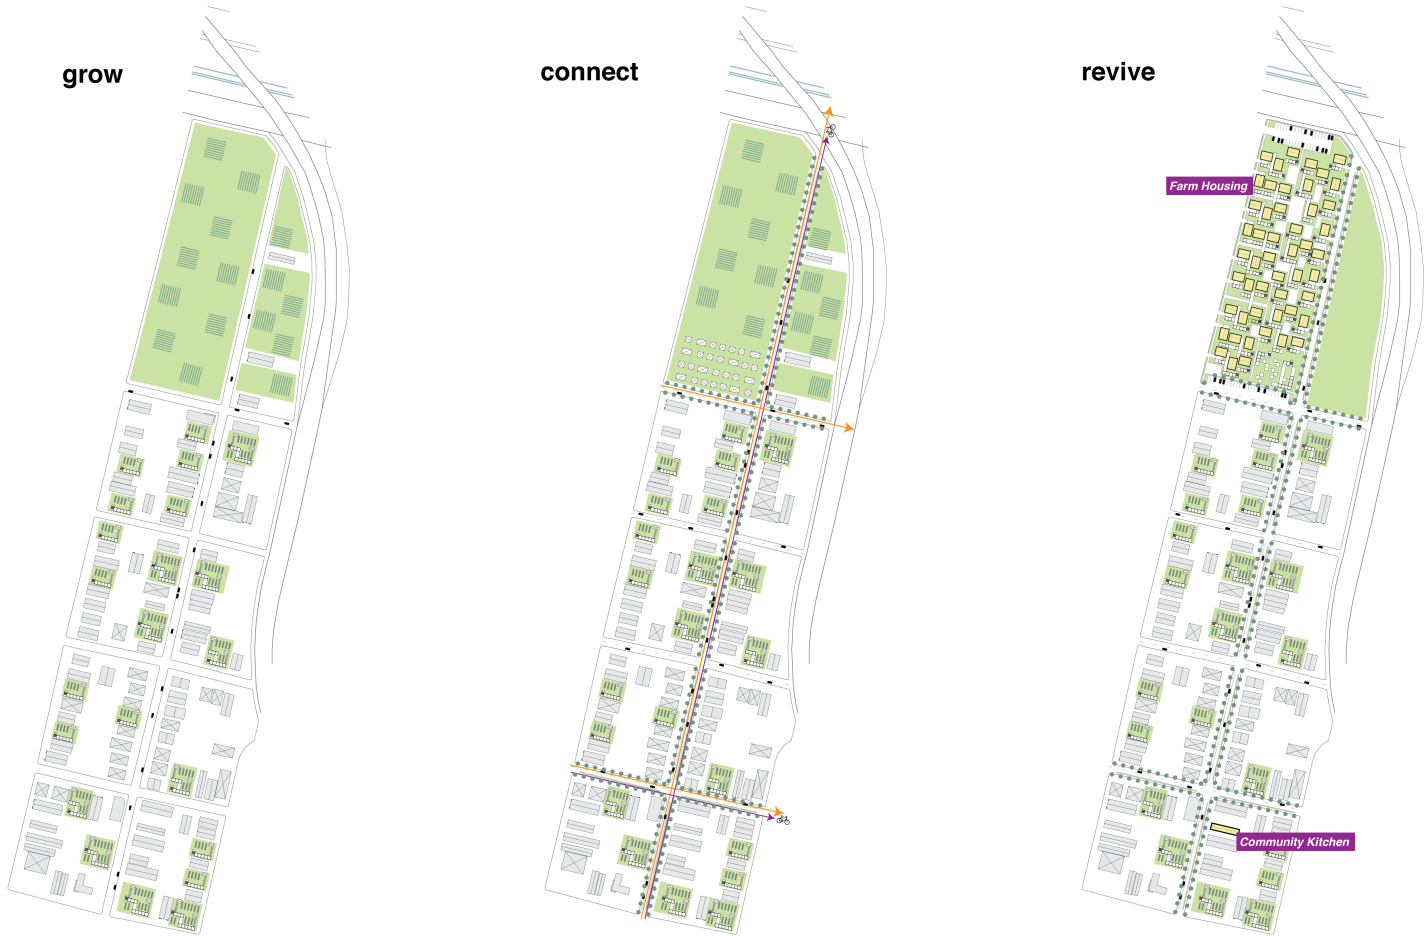 grow
connect
revive
Farm Housing
Community Kitchen